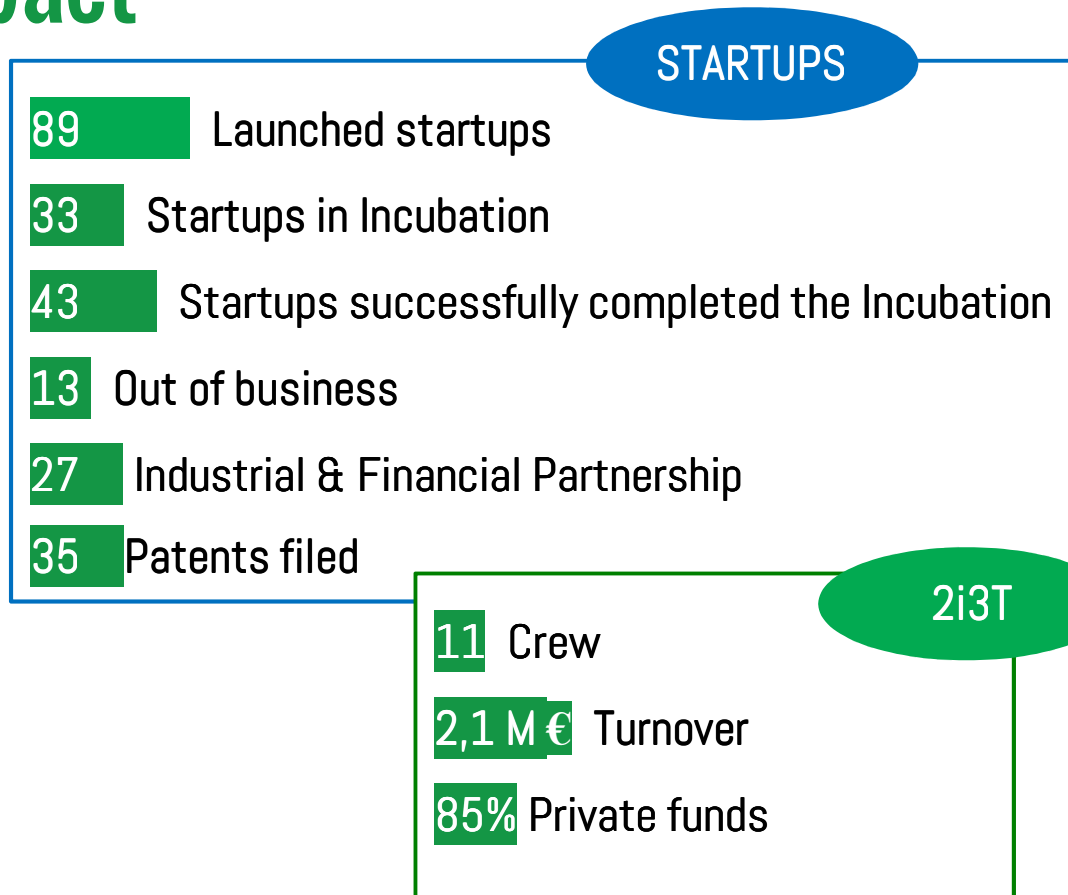 STARTUPS
89 Launched startups
33 Startups in Incubation
43 Startups successfully completed the Incubation
13 Out of business
27 Industrial & Financial Partnership
35 Patents filed
2i3T
11 Crew
2,1 M € Turnover
85% Private funds